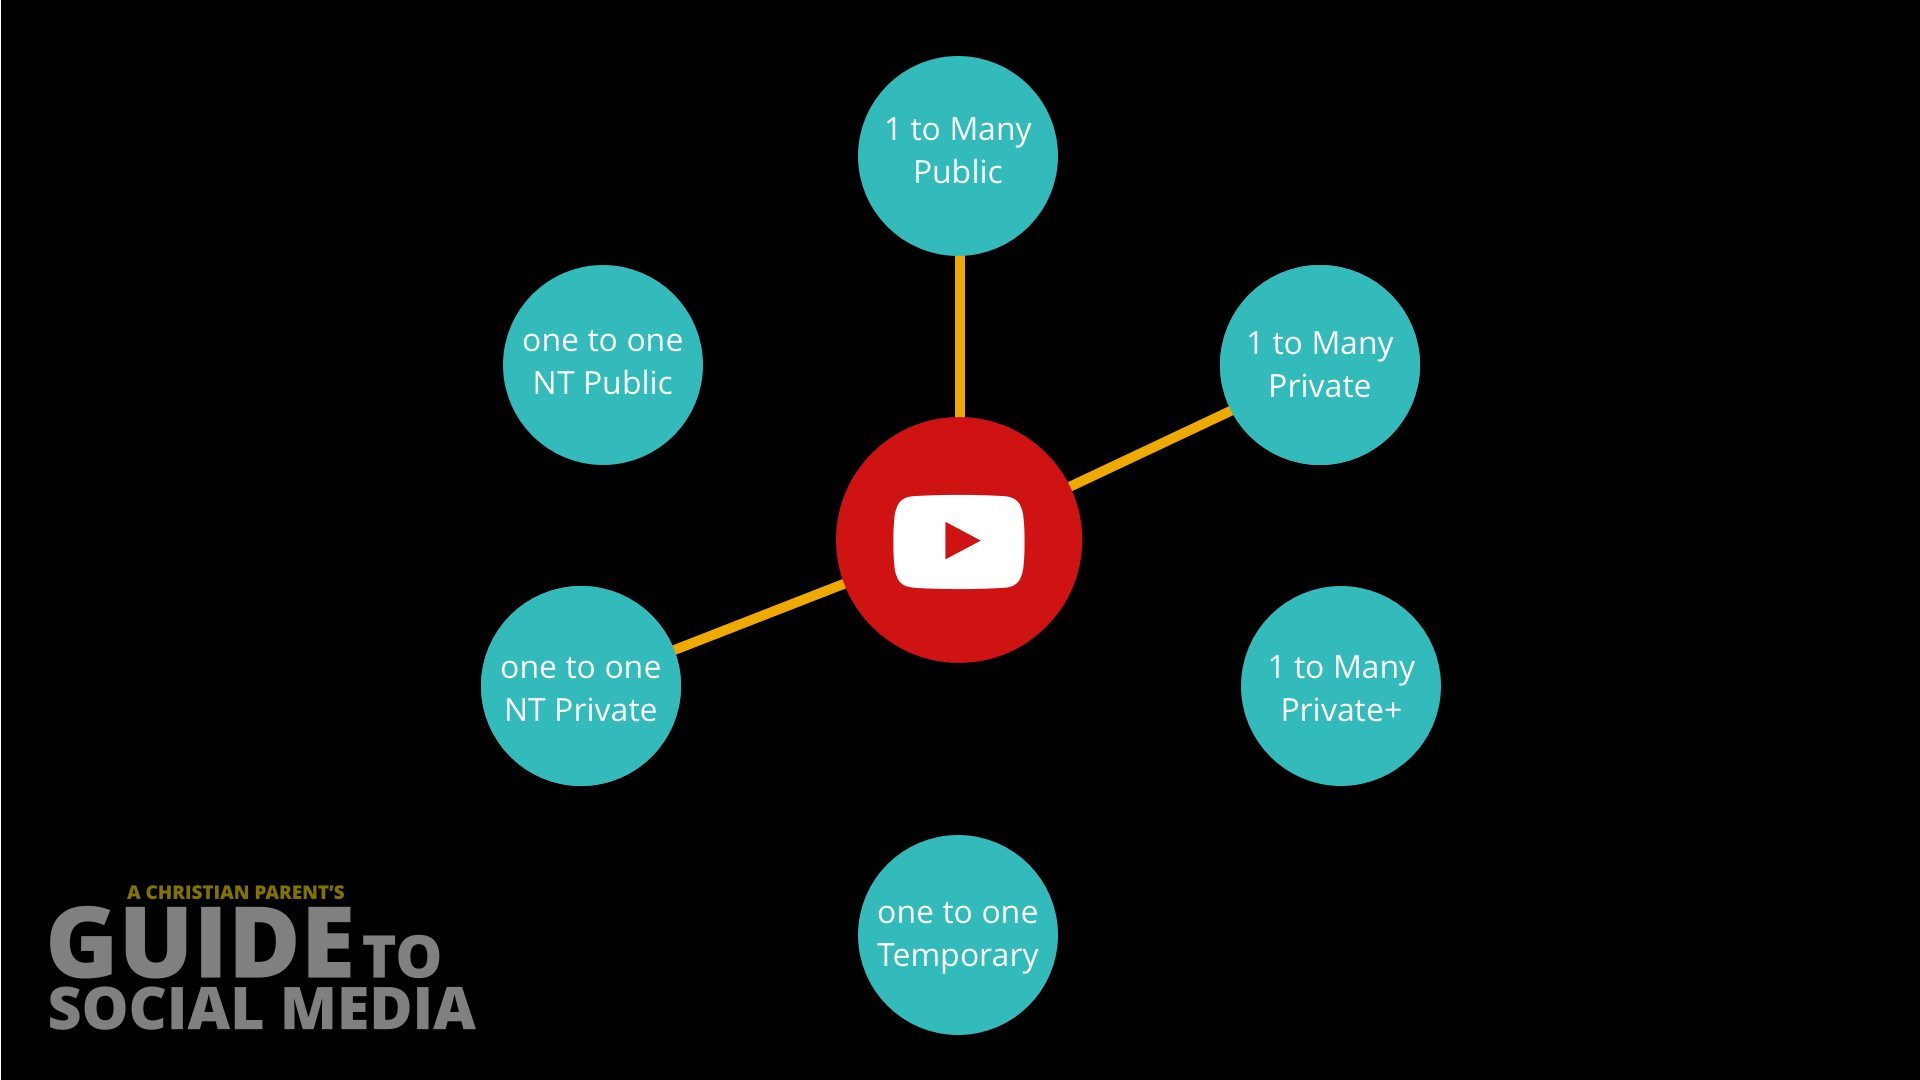 1 to Many
Public
one to one
NT Public
1 to Many
Private
one to one
NT Private
1 to Many
Private+
one to one
Temporary
A CHRISTIAN PARENT’S
GUIDE TO
SOCIAL MEDIA